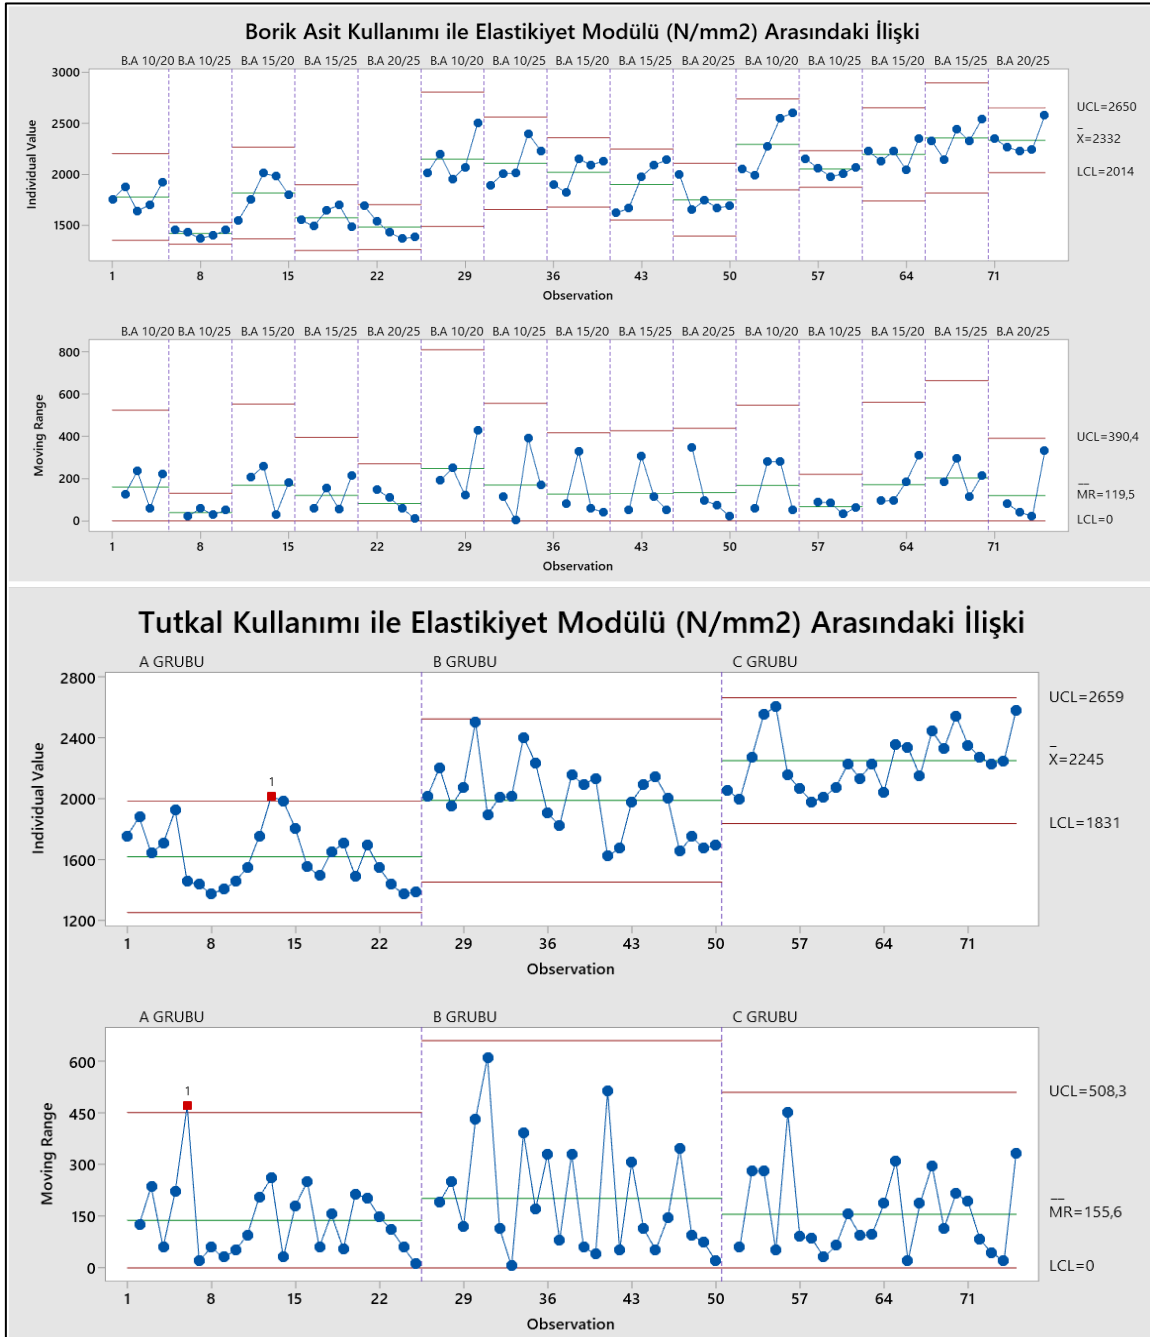 Borik Asit Kullanımı ile Elastikiyet Modülü (N/mm2) Arasındaki İlişki
B.A 10/20 B.A 10/25 B.A 15/20 B.A 15/25 B.A 20/25 B.A 10/20 B.A 10/25 B.A 15/20 B.A 15/25 B.A 20/25 B.A 10/20 B.A 10/25 B.A 15/20 B.A 15/25 B.A 20/25
Individual Value
3000
2500
2000
1500
UCL=2650
X=2332
LCL=2014
1 8 15 22 29 36 43 50 57 64 71
Observation
B.A 10/20 B.A 10/25 B.A 15/20 B.A 15/25 B.A 20/25 B.A 10/20 B.A 10/25 B.A 15/20 B.A 15/25 B.A 20/25 B.A 10/20 B.A 10/25 B.A 15/20 B.A 15/25 B.A 20/25
Moving Range
800
600
400
200
0
UCL=390,4
MR=119,5
LCL=0
1 8 15 22 29 36 43 50 57 64 71
Observation
Tutkal Kullanımı ile Elastikiyet Modülü (N/mm2) Arasındaki İlişki
A GRUBU B GRUBU C GRUBU
Individual Value
2800
2400
2000
1600
1200
1
UCL=2659
X=2245
LCL=1831
1 8 15 22 29 36 43 50 57 64 71
Observation
A GRUBU B GRUBU C GRUBU
Moving Range
600
450
300
150
0
1
UCL=508,3
MR=155,6
LCL=0
1 8 15 22 29 36 43 50 57 64 71
Observation